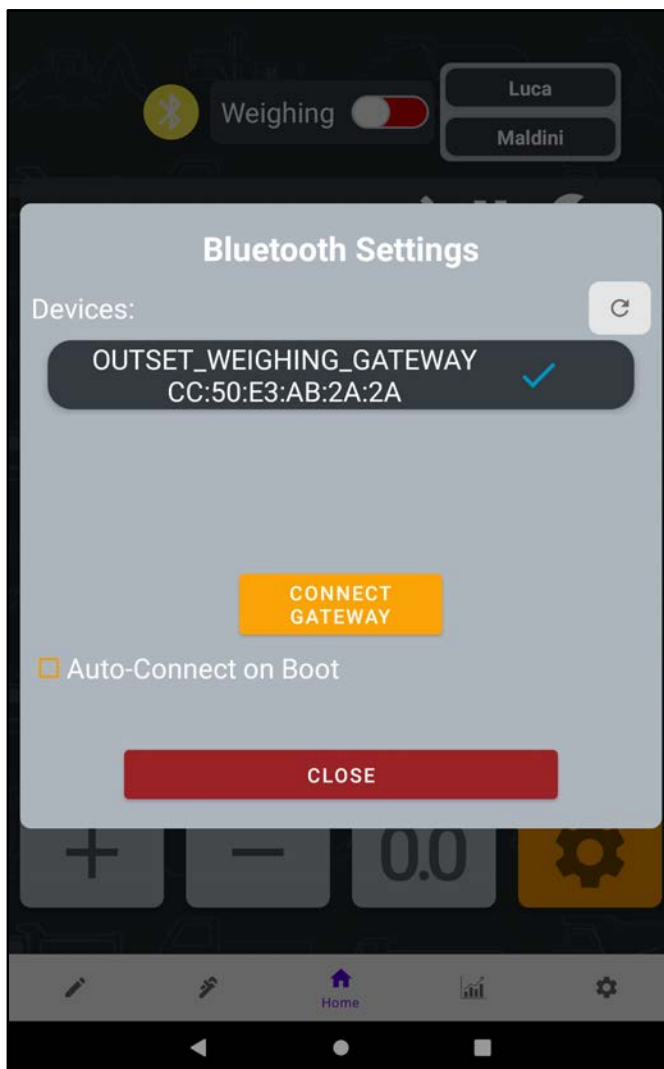 Weighing
Luca
Maldini
Bluetooth Settings
Devices:
OUTSET_WEIGHING_GATEWAY
CC:50:E3:AB:2A:2A
CONNECT
GATEWAY
Auto-Connect on Boot
CLOSE
+
−
0.0
Home